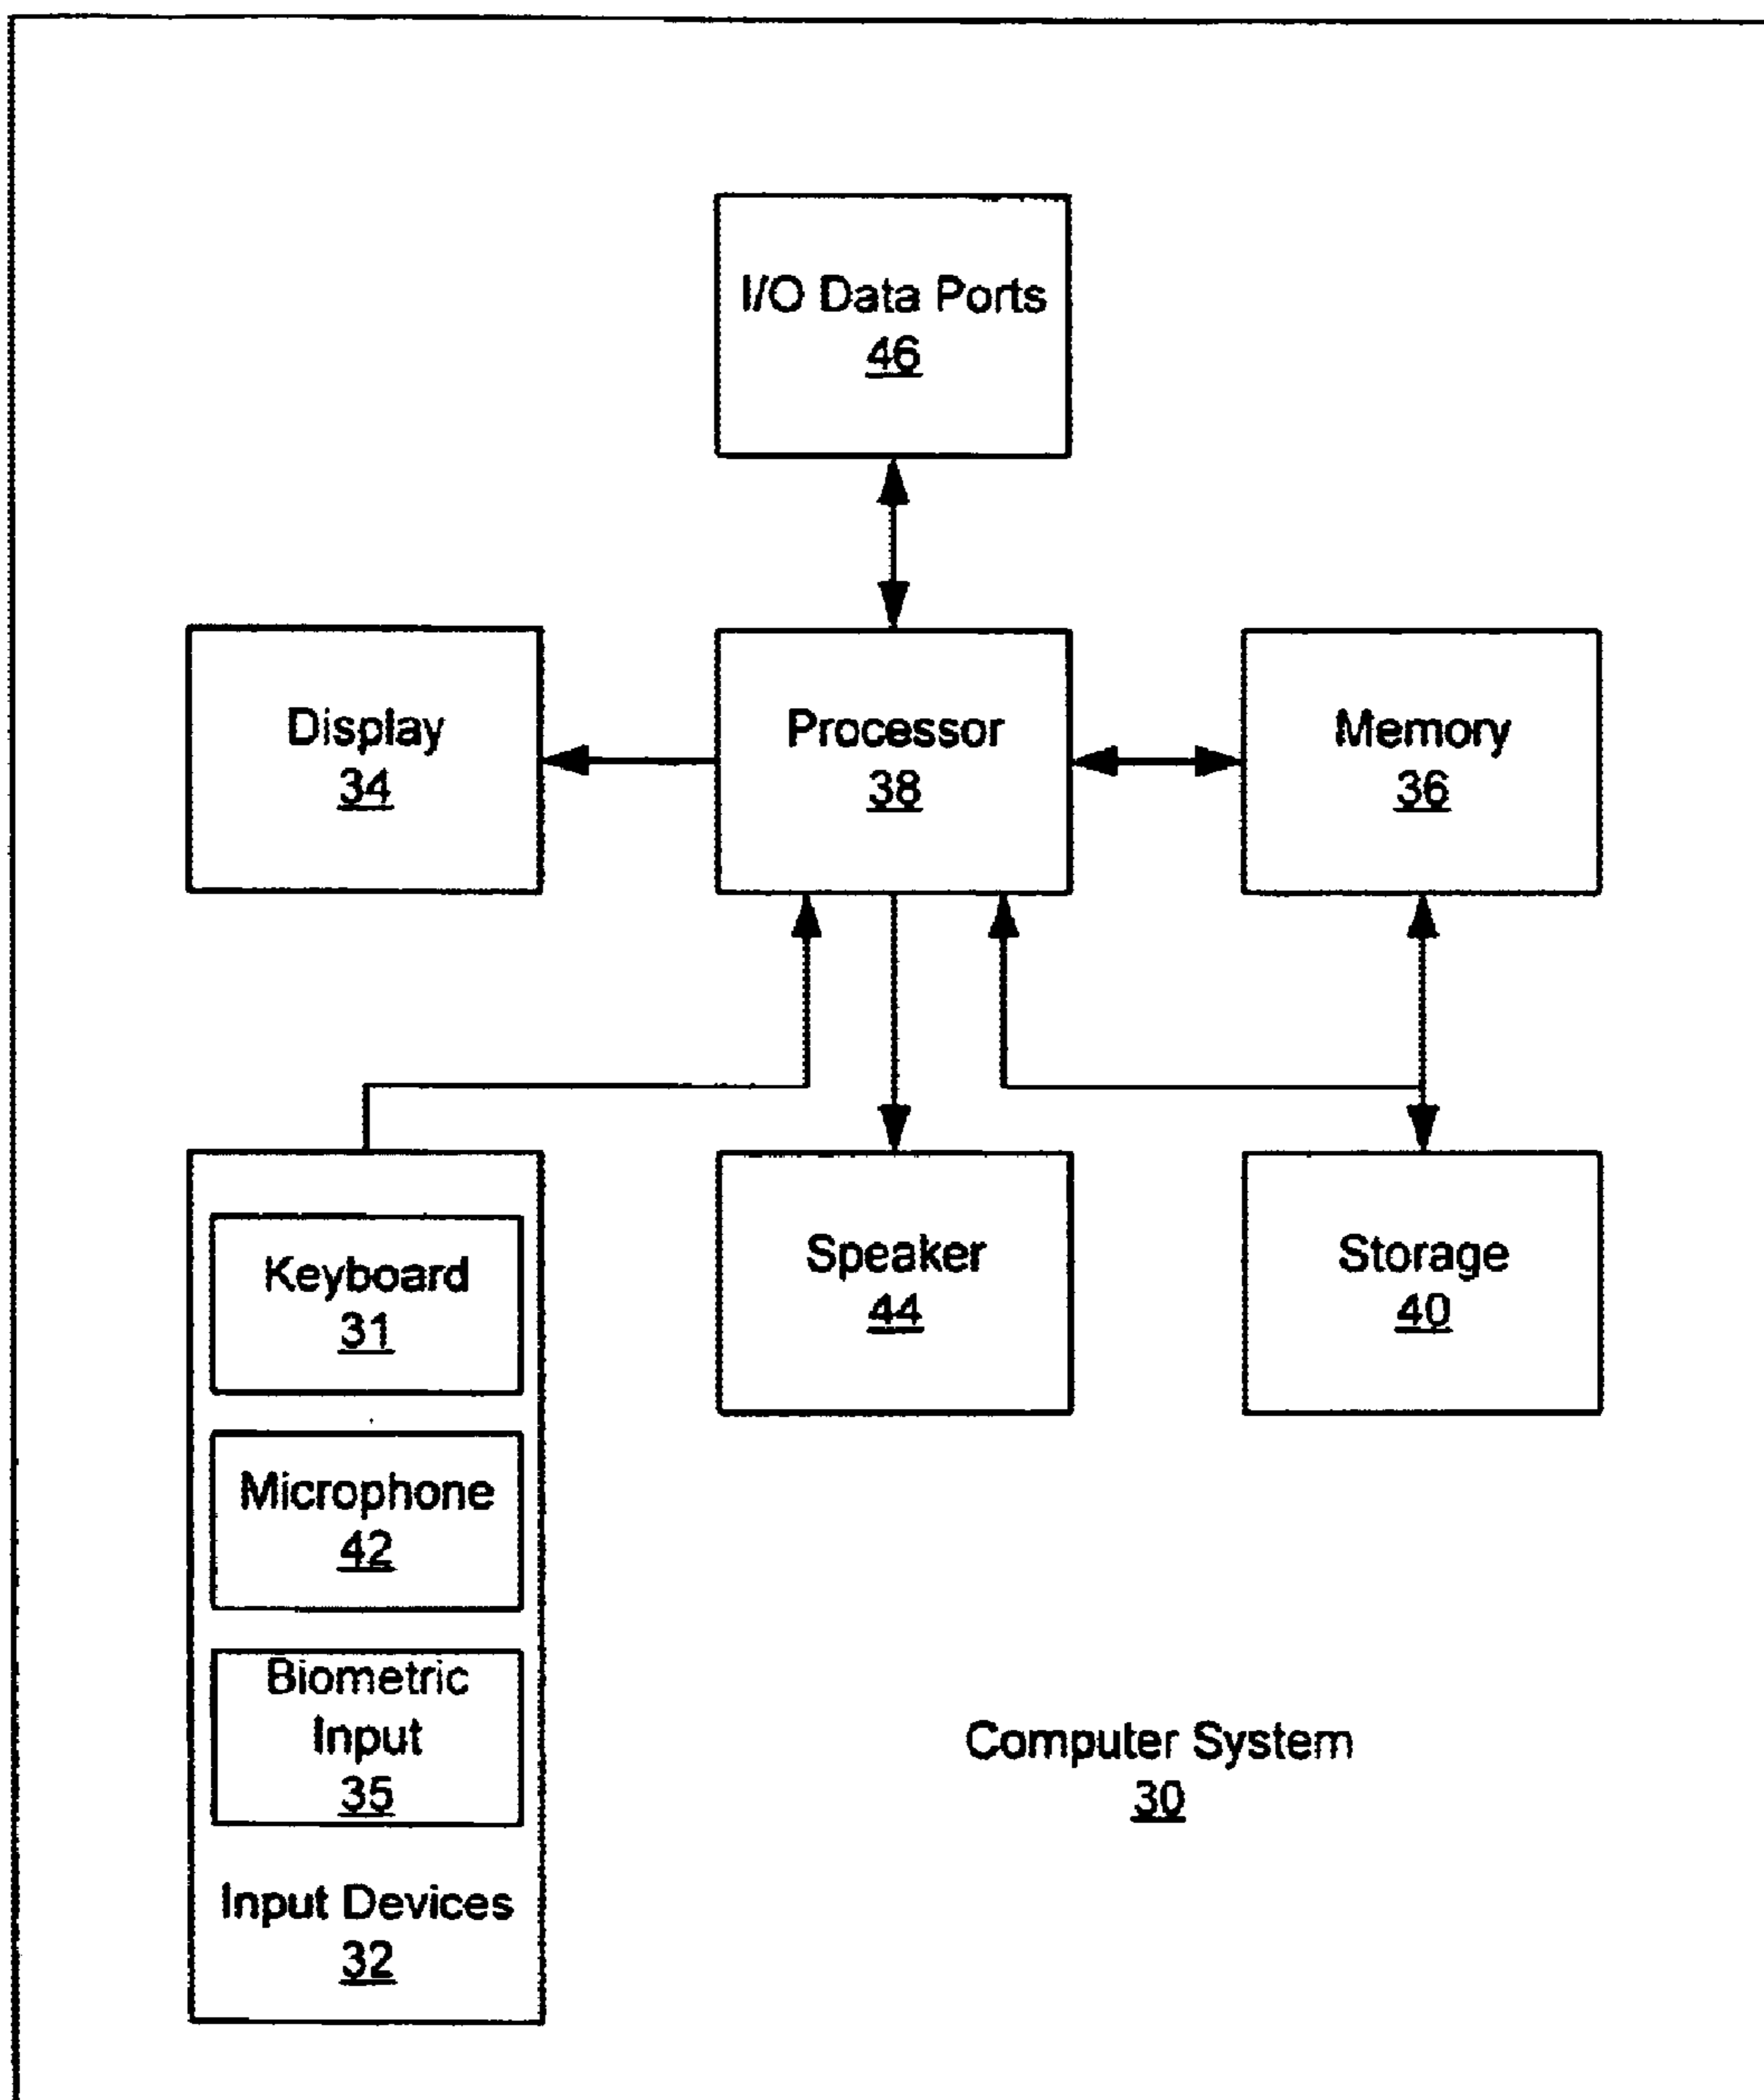 I/O Data Ports
46
Display
34
Processor
38
Memory
36
Keyboard
31
Microphone
42
Biometric
Input
35
Input Devices
32
Speaker
44
Storage
40
Computer System
30